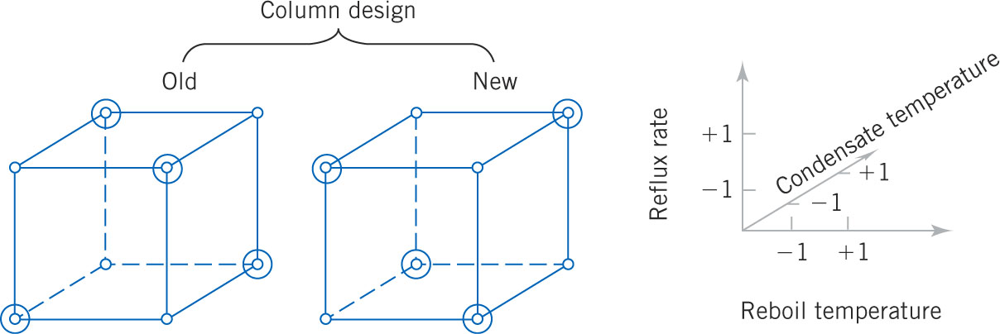 Column design
Old
New
Reflux rate
+1
−1
Condensate temperature
+1
−1
−1
+1
Reboil temperature